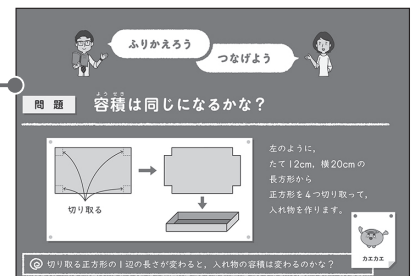 ふりかえろう
つなげよう
問題
ようせき
容積は同じになるかな？
左のように，
たて12cm，横20cmの
長方形から
正方形を4つ切り取って，
入れ物を作ります。
切り取る
カエカエ
切り取る正方形の1辺の長さが変わると，入れ物の容積は変わるのかな？